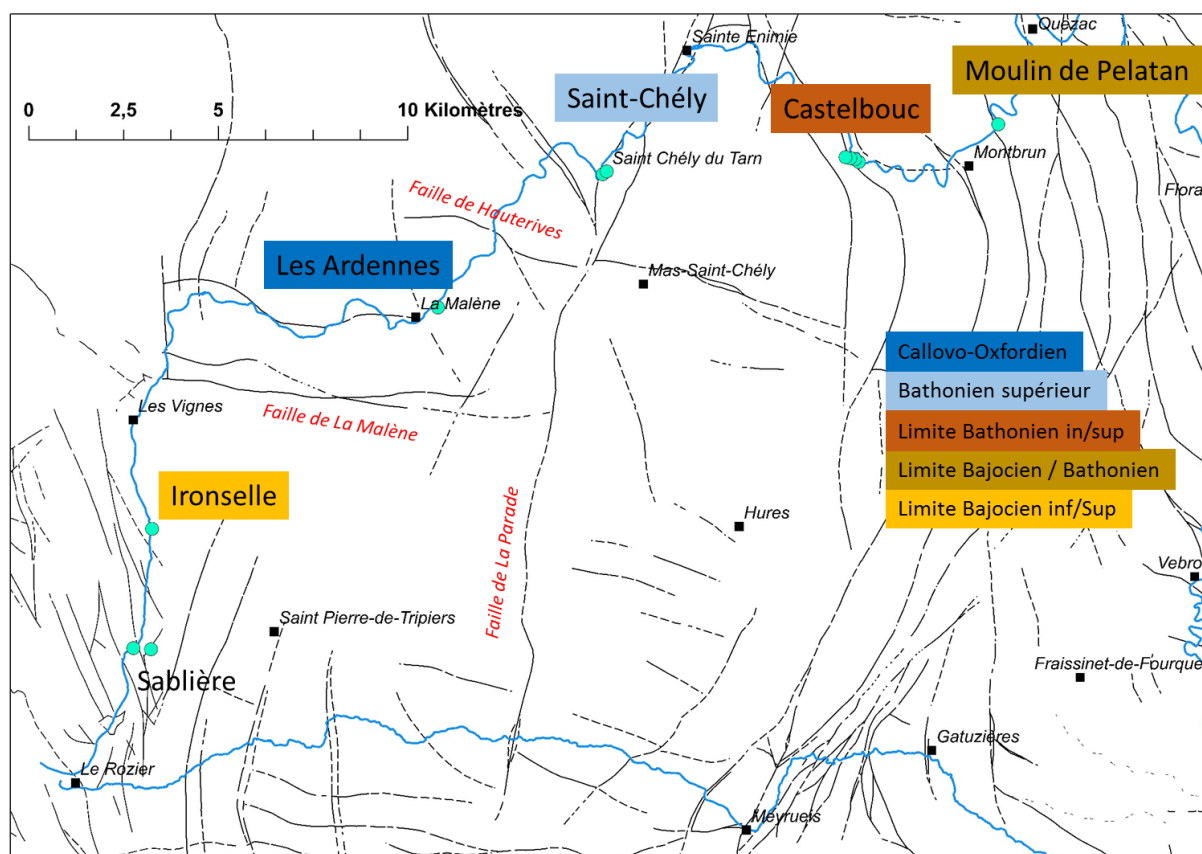 Quézac
Sainte Enimie
Moulin de Pelatan
Saint-Chély
Castelbouc
0 2,5 5 10 Kilomètres
Saint Chély du Tarn
Montbrun
Faille de Hauterives
Flora
Les Ardennes
Mas-Saint-Chély
La Malène
Callovo-Oxfordien
Bathonien supérieur
Les Vignes
Faille de La Malène
Limite Bathonien in/sup
Limite Bajocien / Bathonien
Limite Bajocien inf/Sup
Ironselle
Hures
Faille de La Parade
Vebro
Saint Pierre-de-Tripiers
Sablière
Fraissinet-de-Fourque
Gatuzières
Le Rozier
Meyrueis